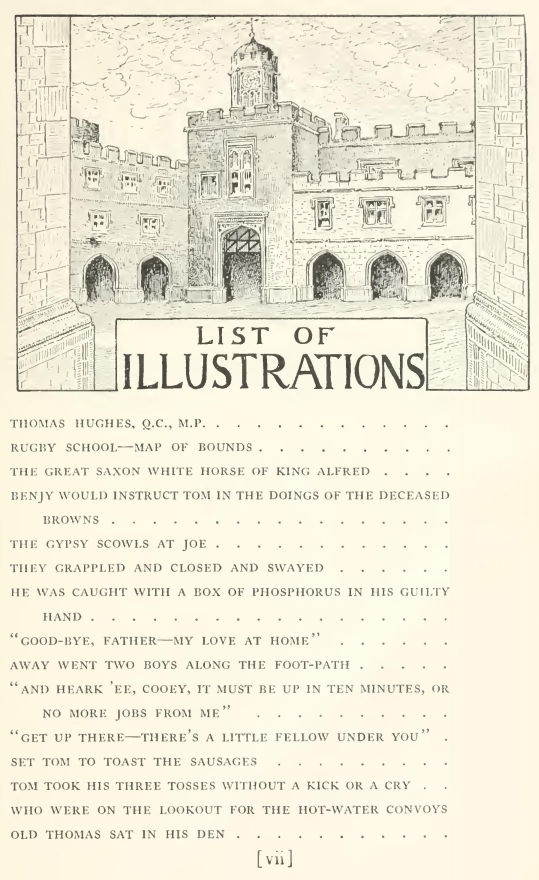 LIST OF
ILLUSTRATIONS
THOMAS HUGHES, Q.C., M.P. . . . . . . . . . . . .
RUGBY SCHOOL—MAP OF BOUNDS . . . . . . . . . .
THE GREAT SAXON WHITE HORSE OF KING ALFRED . . . .
BENJY WOULD INSTRUCT TOM IN THE DOINGS OF THE DECEASED
BROWNS . . . . . . . . . . . . . . . . .
THE GYPSY SCOWLS AT JOE . . . . . . . . . . . .
THEY GRAPPLED AND CLOSED AND SWAYED . . . . . .
HE WAS CAUGHT WITH A BOX OF PHOSPHORUS IN HIS GUILTY
HAND . . . . . . . . . . . . . . . . . .
"GOOD-BYE, FATHER—MY LOVE AT HOME" . . . . . .
AWAY WENT TWO BOYS ALONG THE FOOT-PATH . . . . .
"AND HEARK 'EE, COOEY, IT MUST BE UP IN TEN MINUTES, OR
NO MORE JOBS FROM ME" . . . . . . . . . .
"GET UP THERE—THERE'S A LITTLE FELLOW UNDER YOU" .
SET TOM TO TOAST THE SAUSAGES . . . . . . . . .
TOM TOOK HIS THREE TOSSES WITHOUT A KICK OR A CRY . .
WHO WERE ON THE LOOKOUT FOR THE HOT-WATER CONVOYS
OLD THOMAS SAT IN HIS DEN . . . . . . . . . . .
[vii]